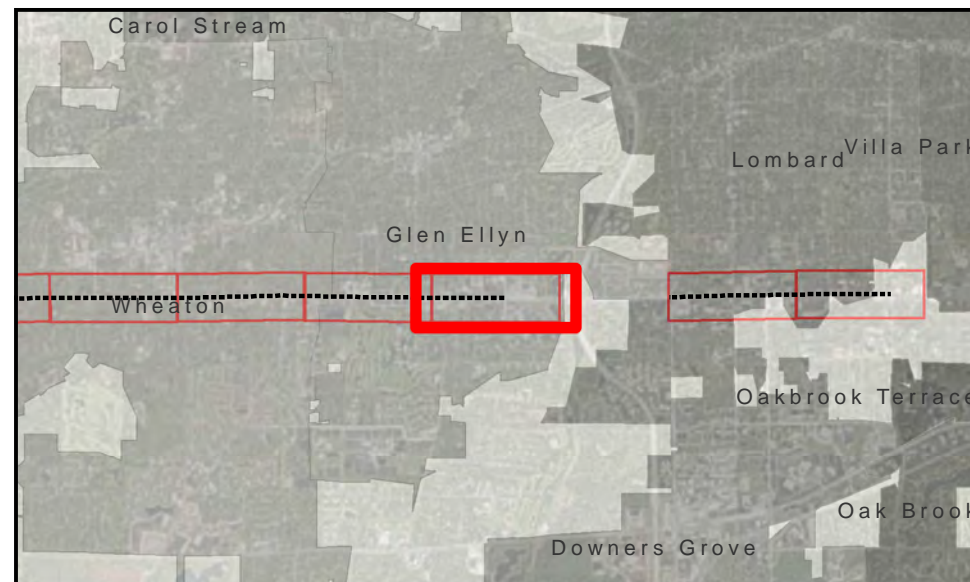 Carol Stream
Lombard
Villa Park
Glen Ellyn
Wheaton
Oakbrook Terrace
Oak Brook
Downers Grove